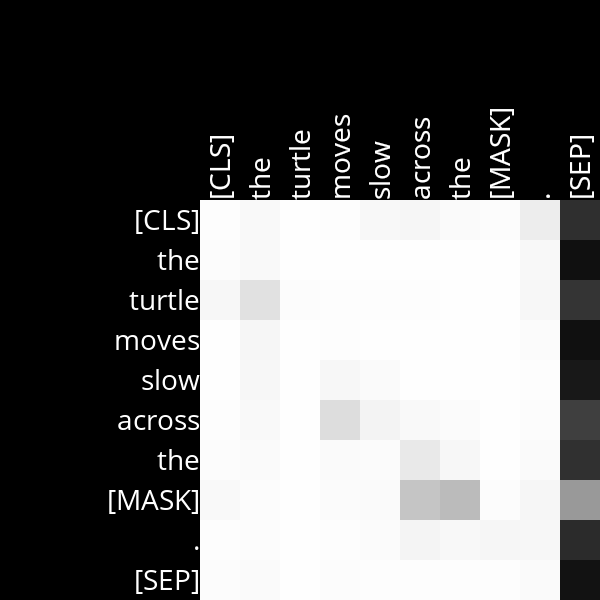 [CLS] the turtle moves slow across the [MASK] . [SEP]
[CLS]
the
turtle
moves
slow
across
the
[MASK]
.
[SEP]